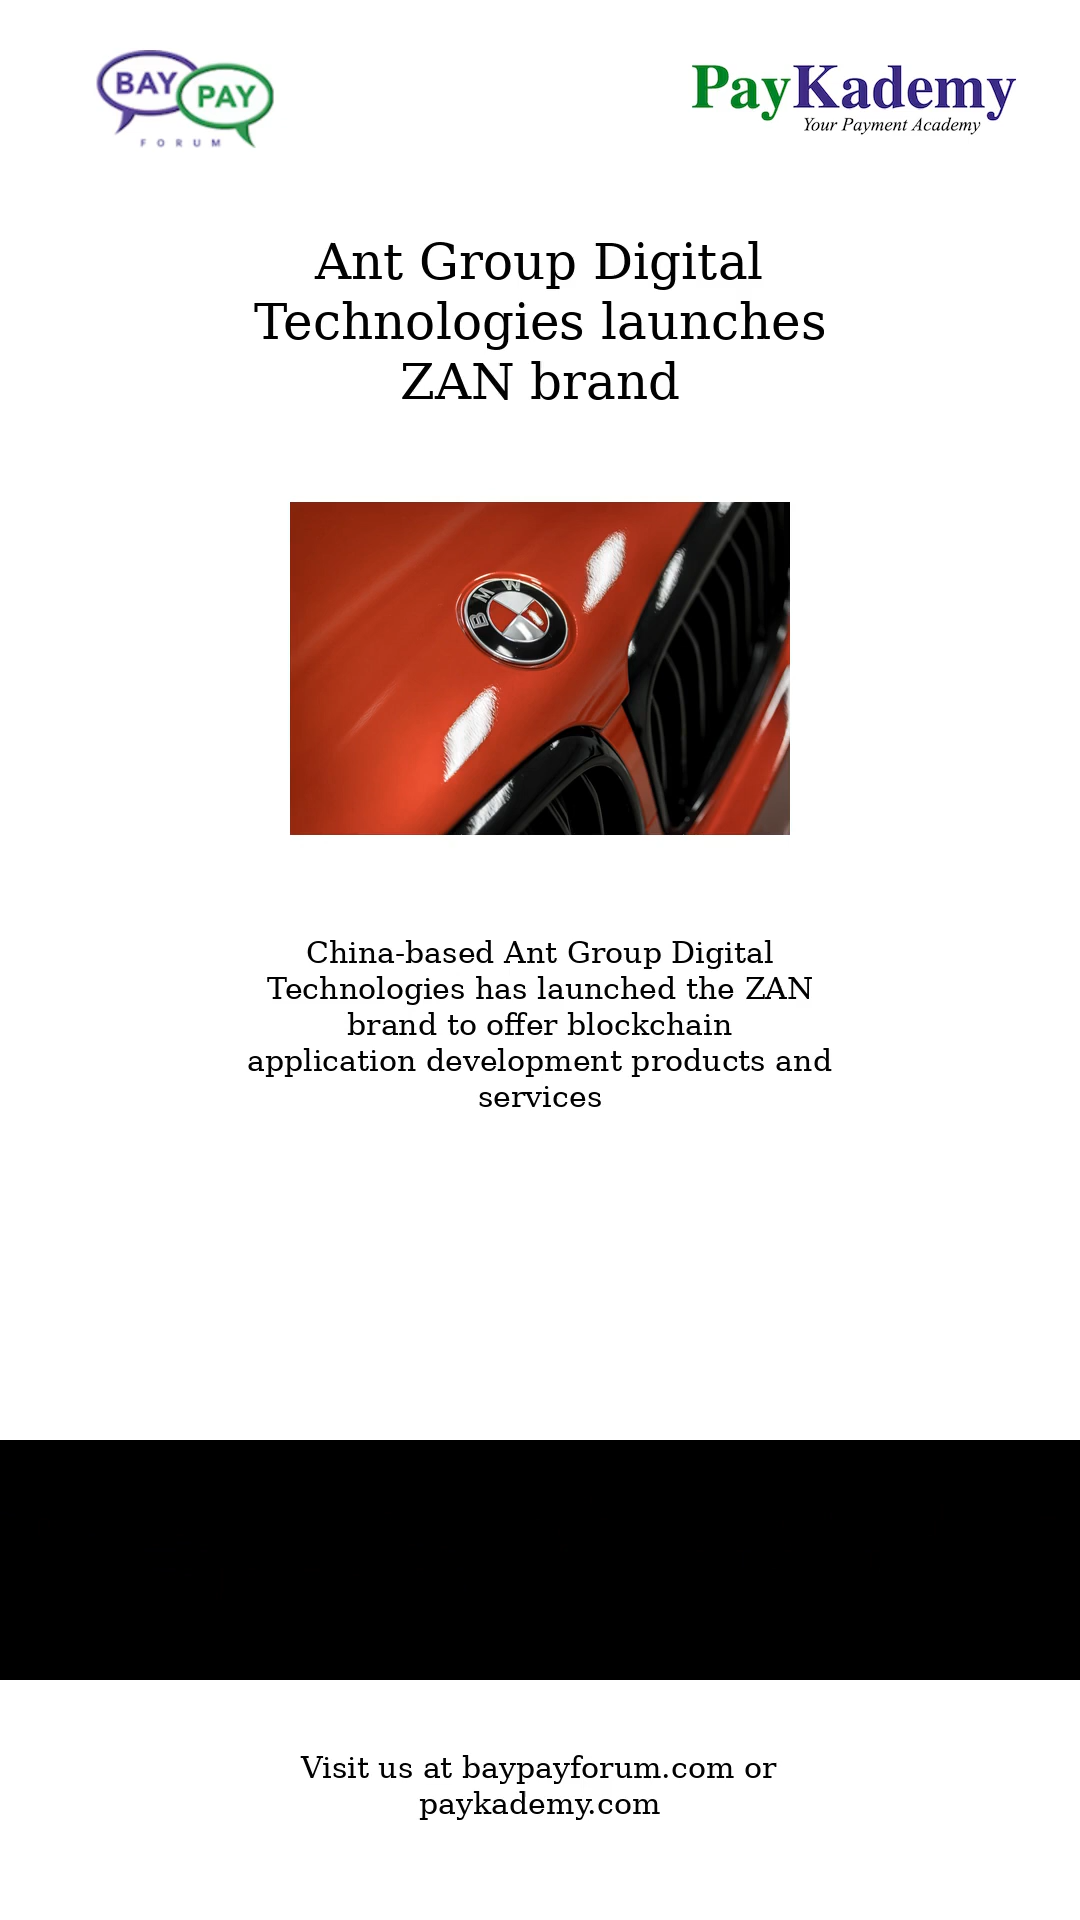 BAY
PAY
FORUM
PayKademy
Your Payment Academy
Ant Group Digital
Technologies launches
ZAN brand
BMW
China-based Ant Group Digital
Technologies has launched the ZAN
brand to offer blockchain
application development products and
services
Visit us at baypayforum.com or
paykademy.com